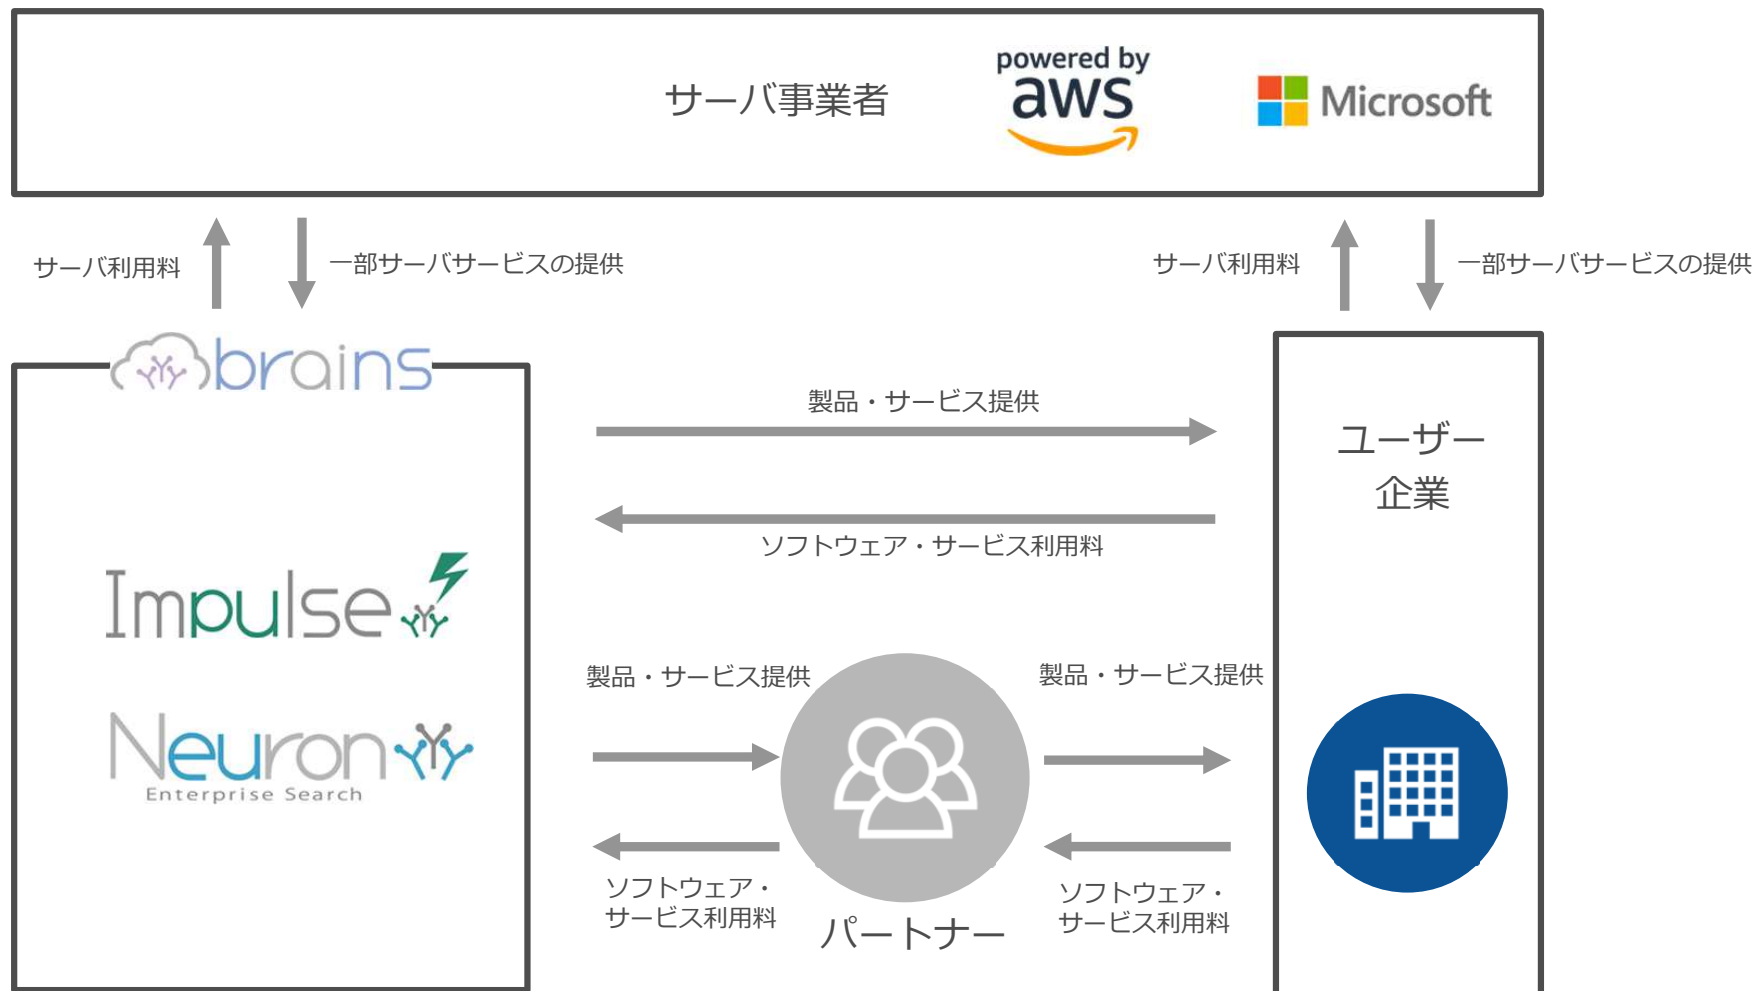 サーバ事業者
powered by
aws
Microsoft
サーバ利用料
一部サーバサービスの提供
サーバ利用料
一部サーバサービスの提供
brains
製品・サービス提供
ユーザー
企業
ソフトウェア・サービス利用料
Impulse
製品・サービス提供
製品・サービス提供
Neuron
Enterprise Search
ソフトウェア・
サービス利用料
ソフトウェア・
サービス利用料
パートナー